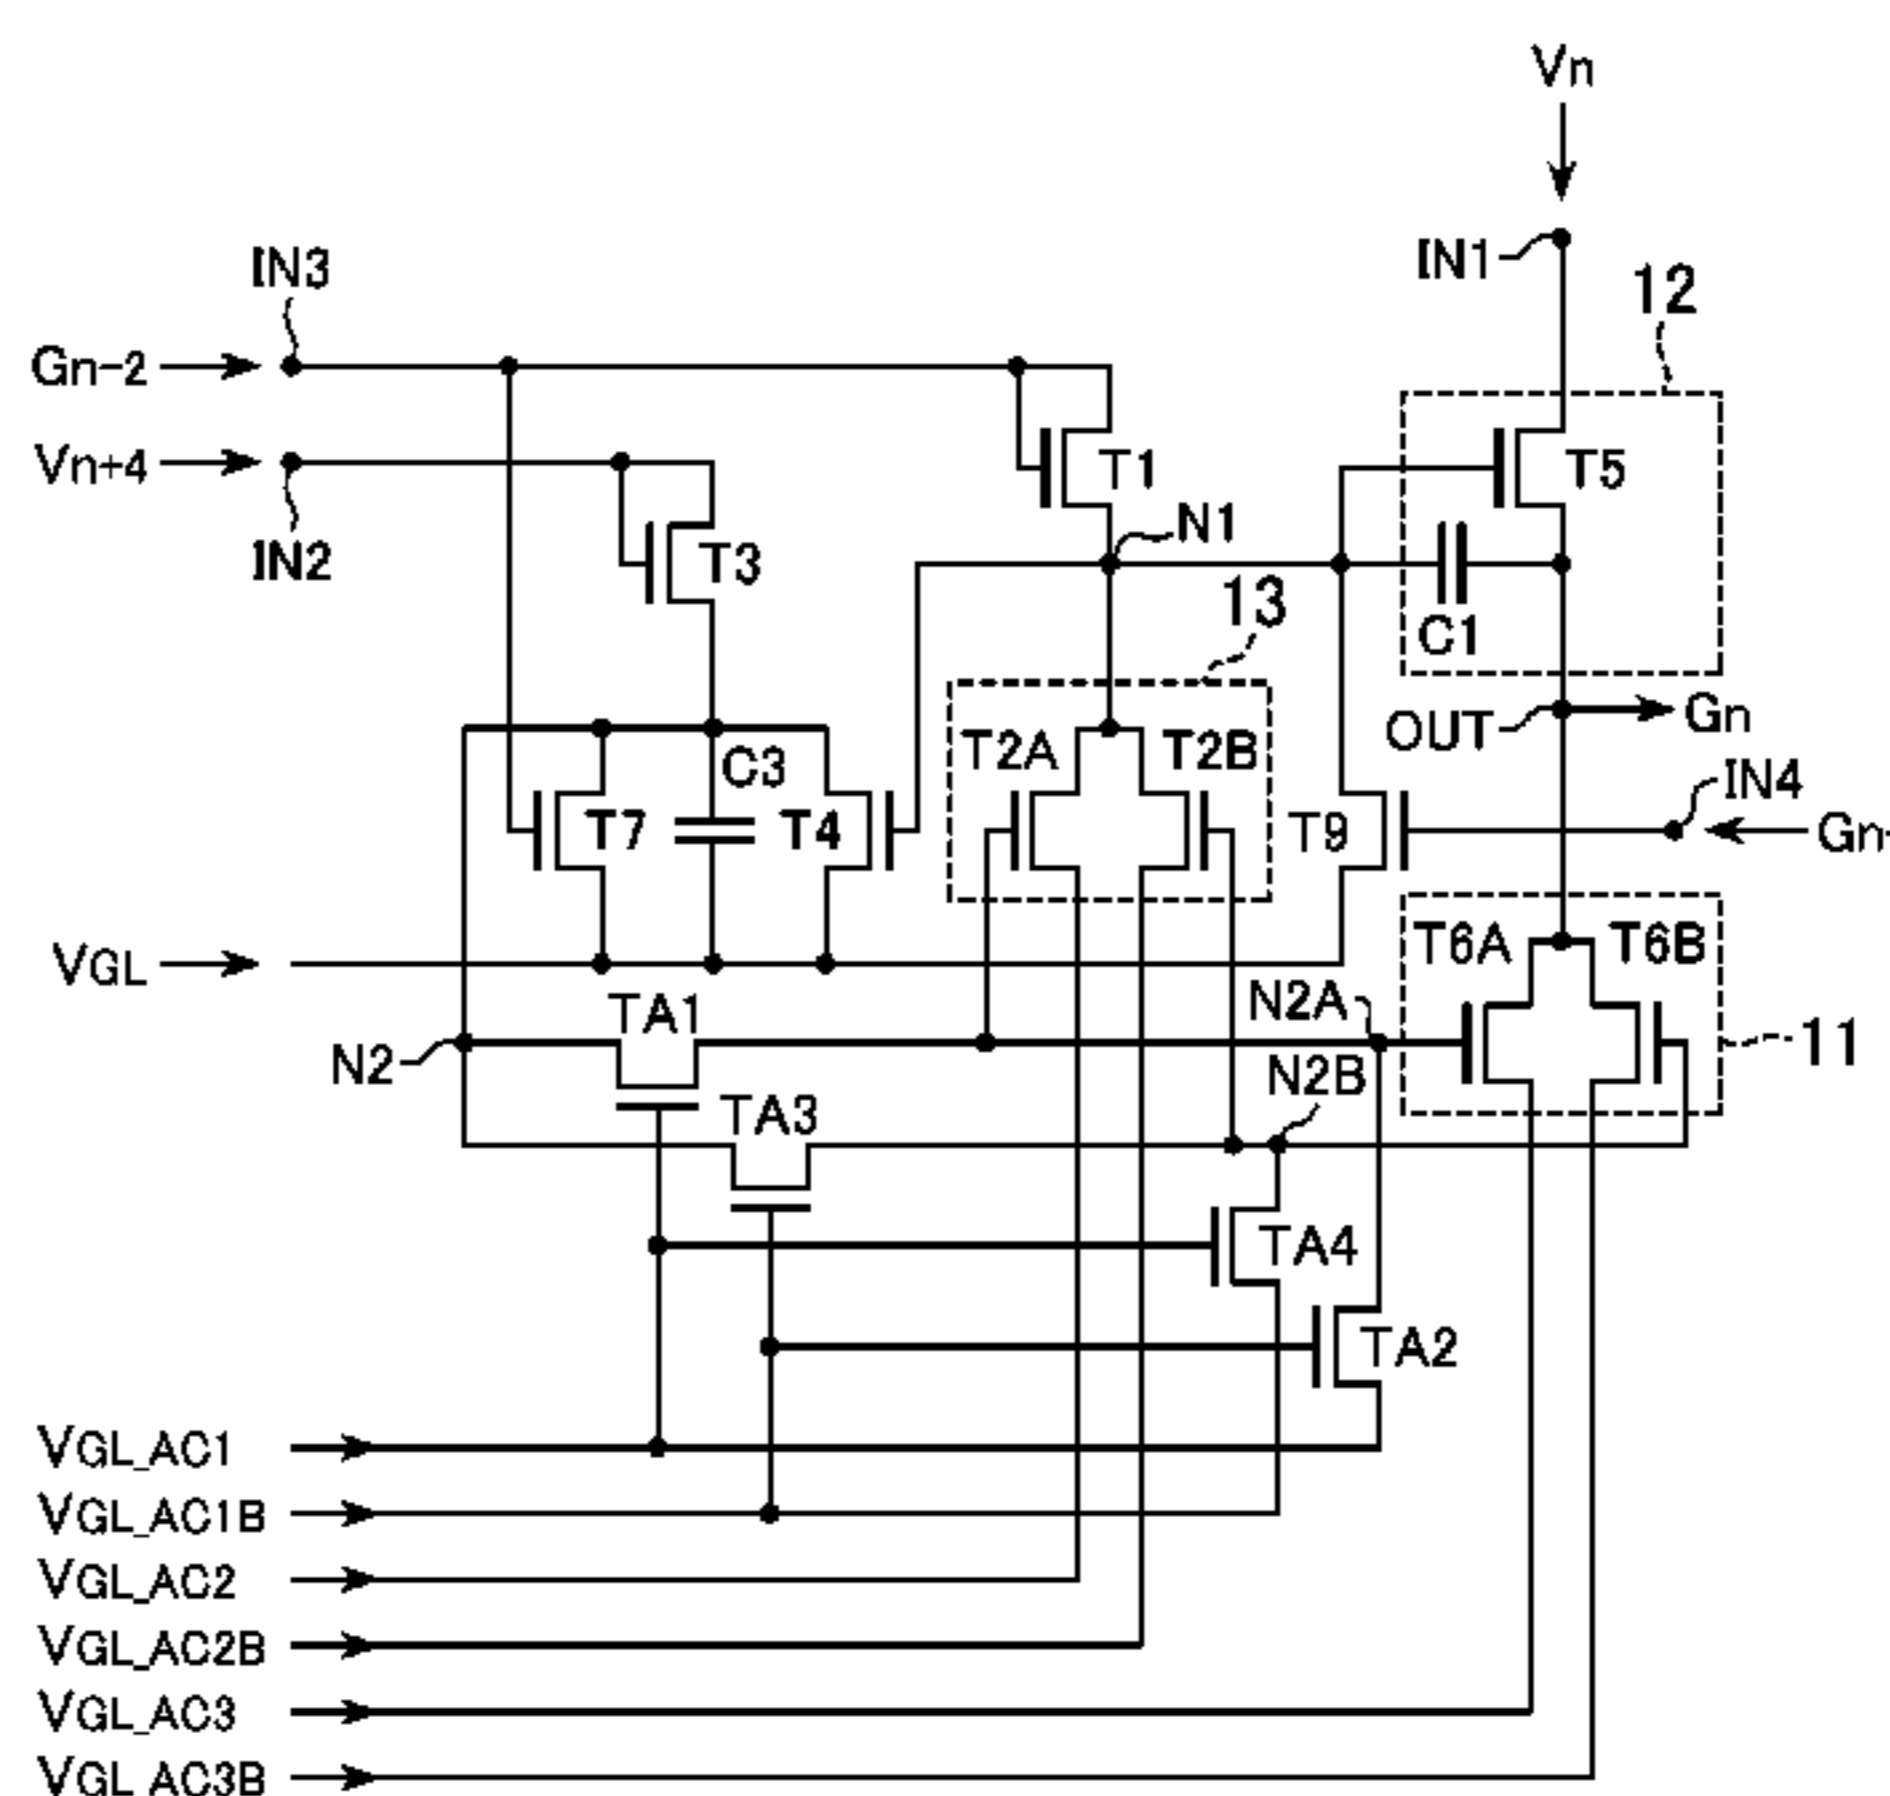 Vn
IN1
12
IN3
Gn-2
Vn+4
IN2
T1
T5
N1
T3
13
C1
OUT
Gn
T2A
T2B
C3
IN4
T7
T4
T9
Gn-
VGL
T6A
T6B
TA1
N2A
11
N2
N2B
TA3
TA4
TA2
VGL_AC1
VGL_AC1B
VGL_AC2
VGL_AC2B
VGL_AC3
VGL_AC3B